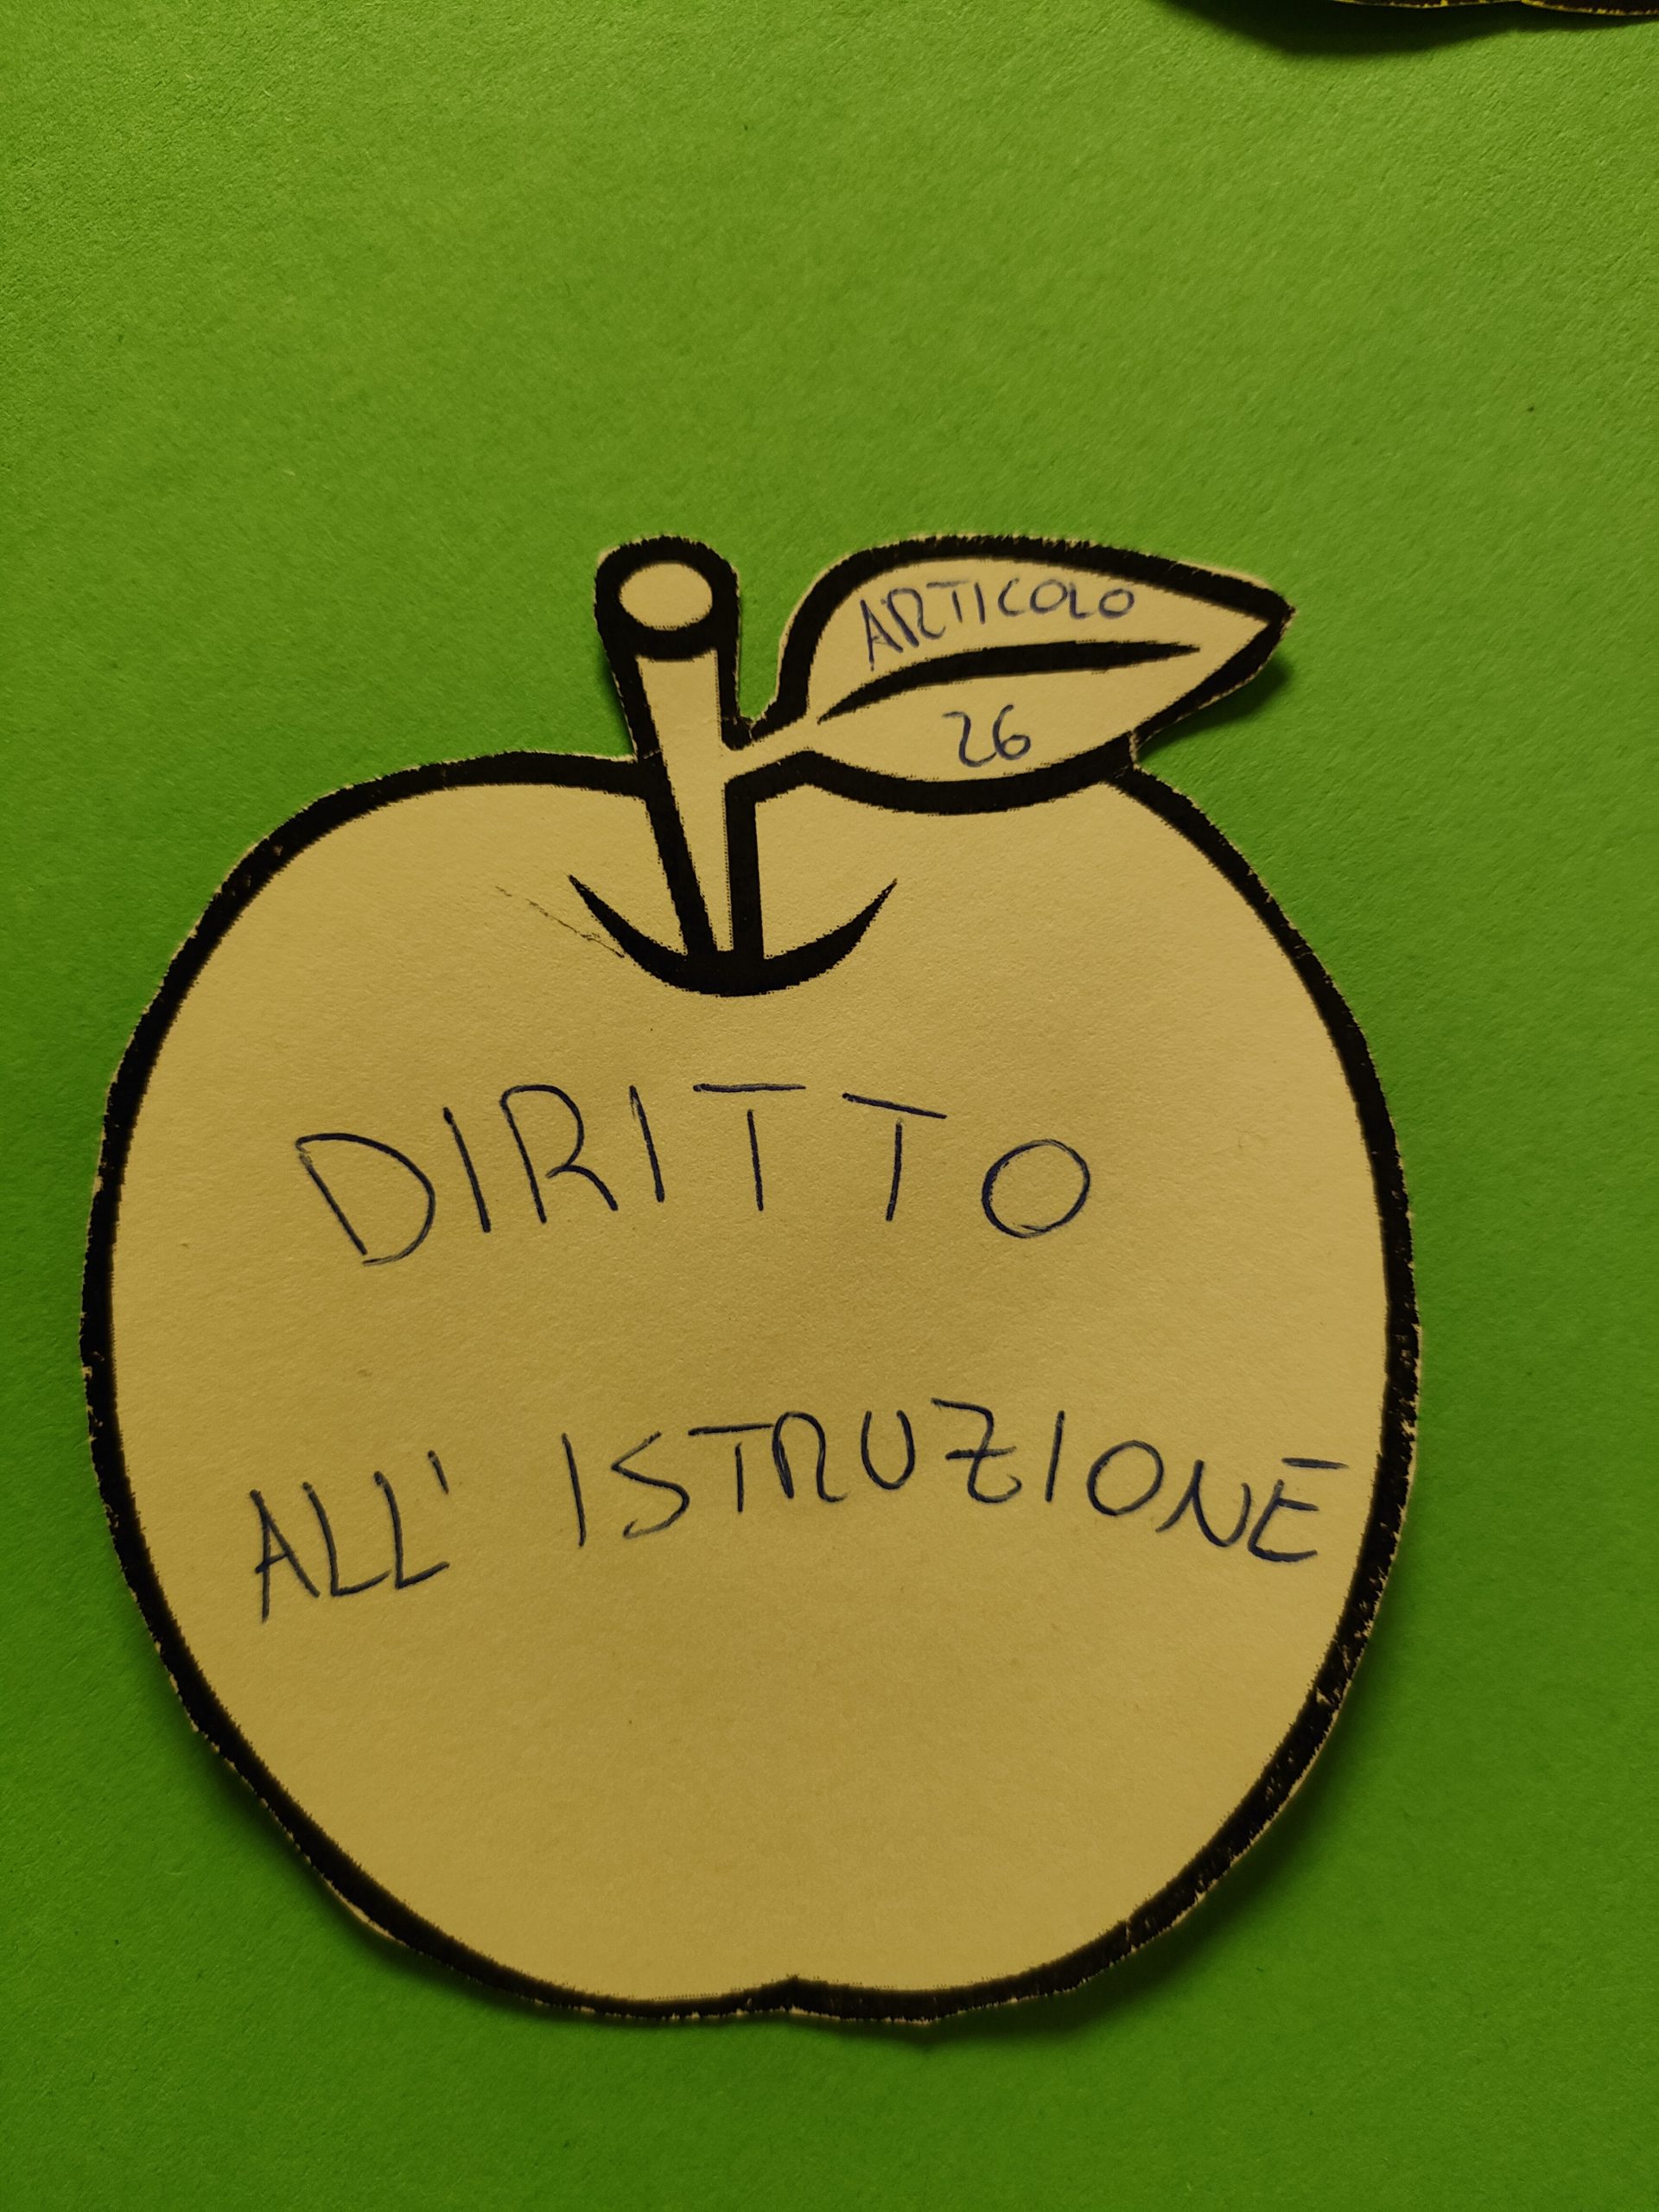 ARTICOLO
26
DIRITTO
ALL' ISTRUZIONE